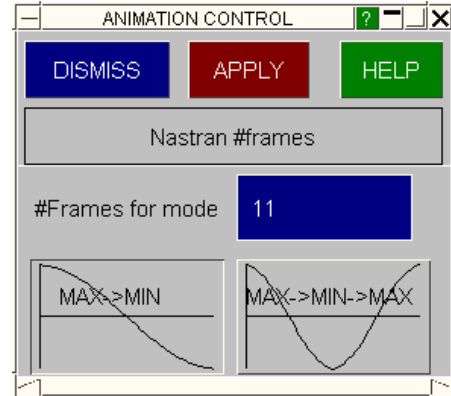 ANIMATION CONTROL ?
DISMISS APPLY HELP
Nastran #frames
#Frames for mode 11
MAX->MIN MAX->MIN->MAX